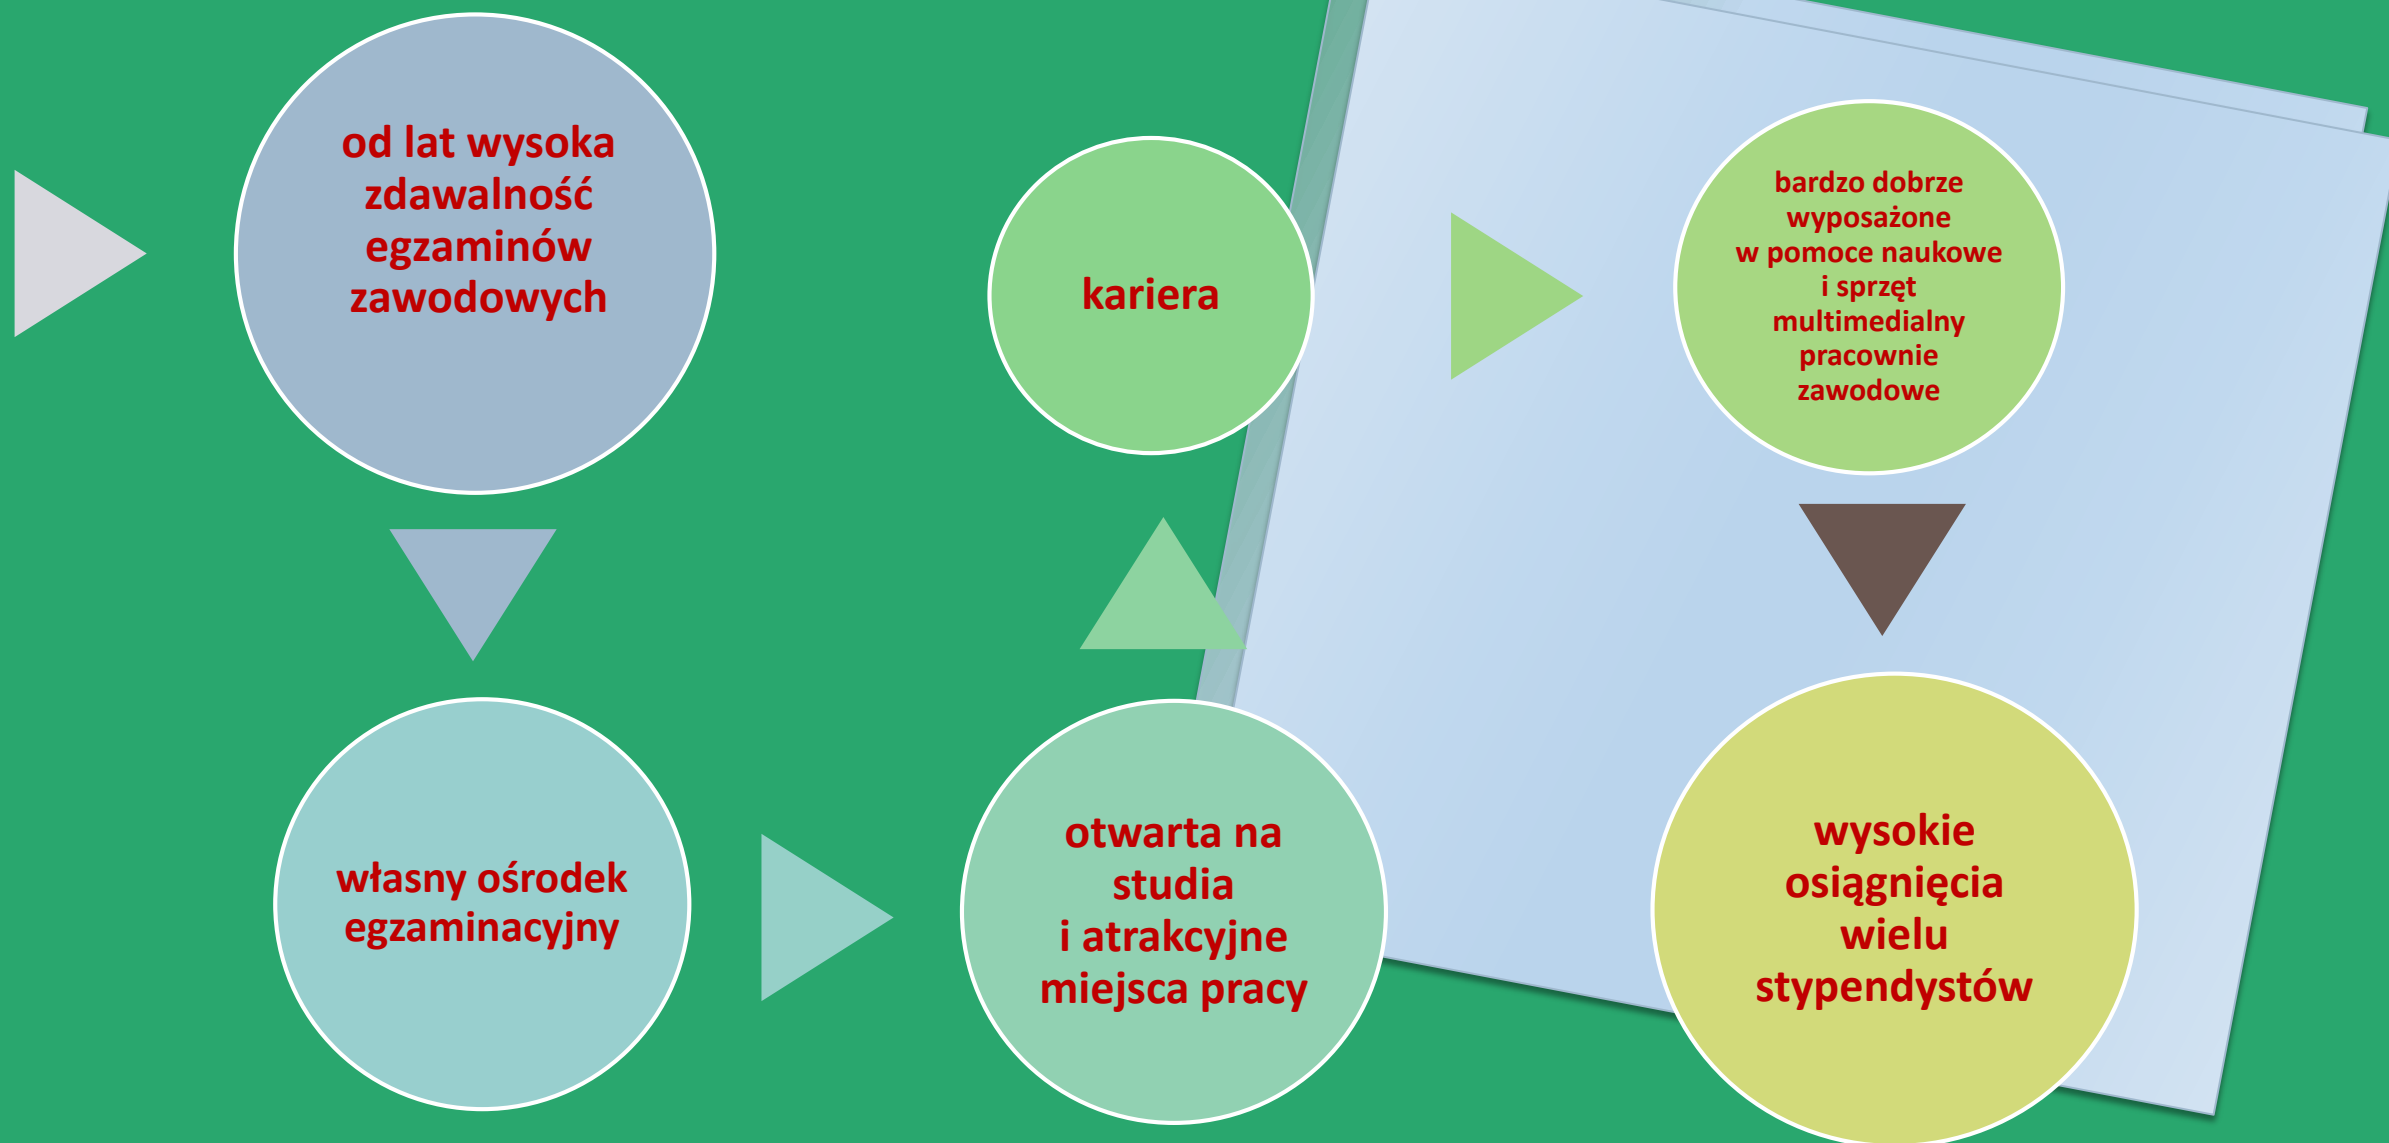 od lat wysoka
zdawalność
egzaminów
zawodowych
własny ośrodek
egzaminacyjny
otwarta na
studia
i atrakcyjne
miejsca pracy
kariera
bardzo dobrze
wyposażone
w pomoce naukowe
i sprzęt
multimedialny
pracownie
zawodowe
wysokie
osiągnięcia
wielu
stypendystów